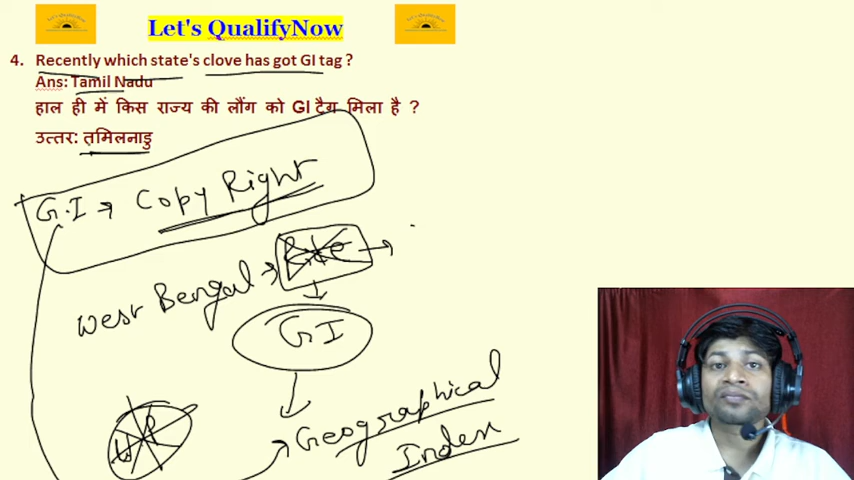 Let's QualifyNow
4. Recently which state's clove has got GI tag ?
Ans: Tamil Nadu
हाल ही में किस राज्य की लौंग को GI टैग मिला है ?
उत्तर: तमिलनाडु
G.I → Copy Right
West Bengal →
GI
Geographical
Index